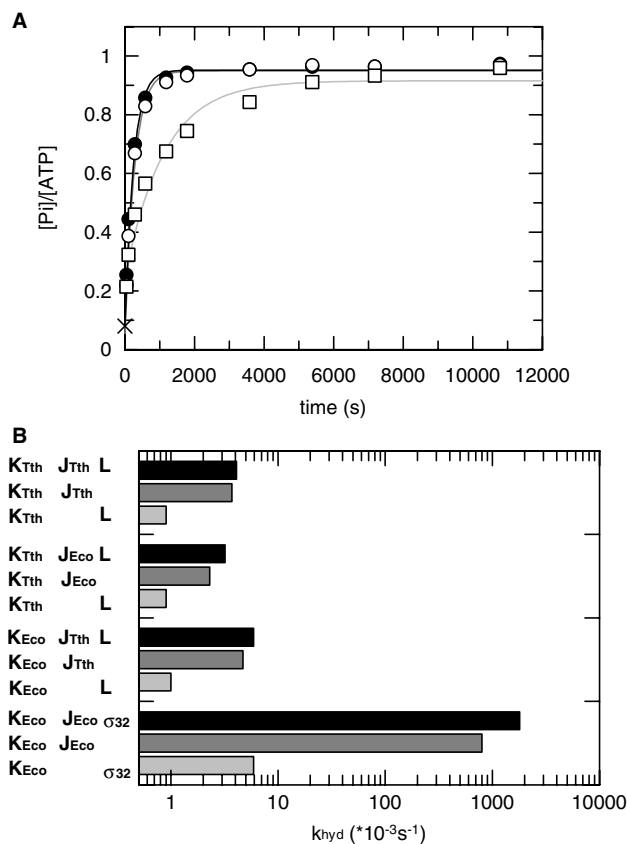 A
[Pi]/[ATP]
1
0.8
0.6
0.4
0.2
0
0 2000 4000 6000 8000 10000 12000
time (s)
B
KTth JTth L
KTth JTth
KTth L
KTth JEco L
KTth JEco
KTth L
KEco JTth L
KEco JTth
KEco L
KEco JEco σ32
KEco JEco
KEco σ32
1 10 100 1000 10000
khyd (*10-3s-1)